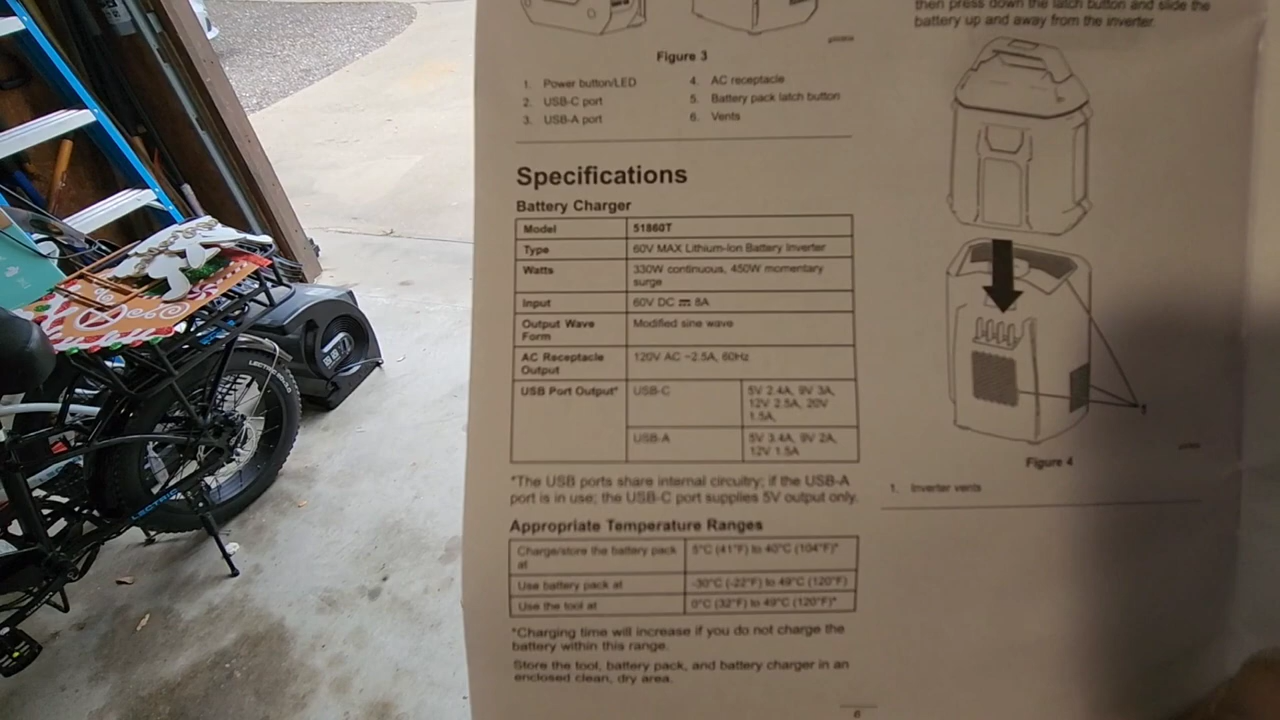 Figure 3
1. Power button/LED
2. USB-C port
3. USB-A port
4. AC receptacle
5. Battery pack latch button
6. Vents
Specifications
Battery Charger
Model 51860T
Type 60V MAX Lithium-Ion Battery Inverter
Watts 330W continuous, 450W momentary
surge
Input 60V DC ⎓ 8A
Output Wave
Form
Modified sine wave
AC Receptacle
Output
120V AC ~2.5A, 60Hz
USB Port Output*
USB-C
5V 2.4A, 9V 3A,
12V 2.5A, 20V
1.5A,
USB-A
5V 3.4A, 9V 2A,
12V 1.5A
*The USB ports share internal circuitry; if the USB-A
port is in use; the USB-C port supplies 5V output only.
Appropriate Temperature Ranges
Charge/store the battery pack
at
5°C (41°F) to 40°C (104°F)*
Use battery pack at -30°C (-22°F) to 49°C (120°F)
Use the tool at 0°C (32°F) to 49°C (120°F)*
*Charging time will increase if you do not charge the
battery within this range.
Store the tool, battery pack, and battery charger in an
enclosed clean, dry area.
6
then press down the latch button and slide the
battery up and away from the inverter.
1
Figure 4
1. Inverter vents
LECTRIC